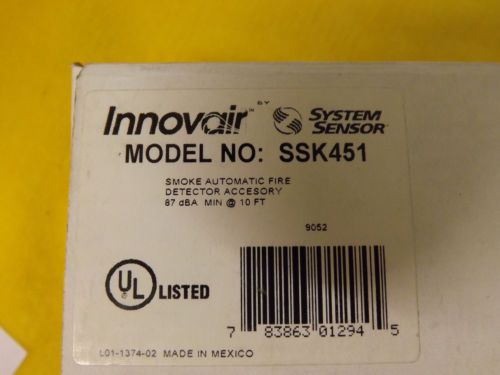 Innovair™ BY SYSTEM SENSOR®
MODEL NO: SSK451
SMOKE AUTOMATIC FIRE
DETECTOR ACCESORY
87 dBA MIN @ 10 FT
9052
UL® LISTED
7 83863 01294 5
L01-1374-02 MADE IN MEXICO